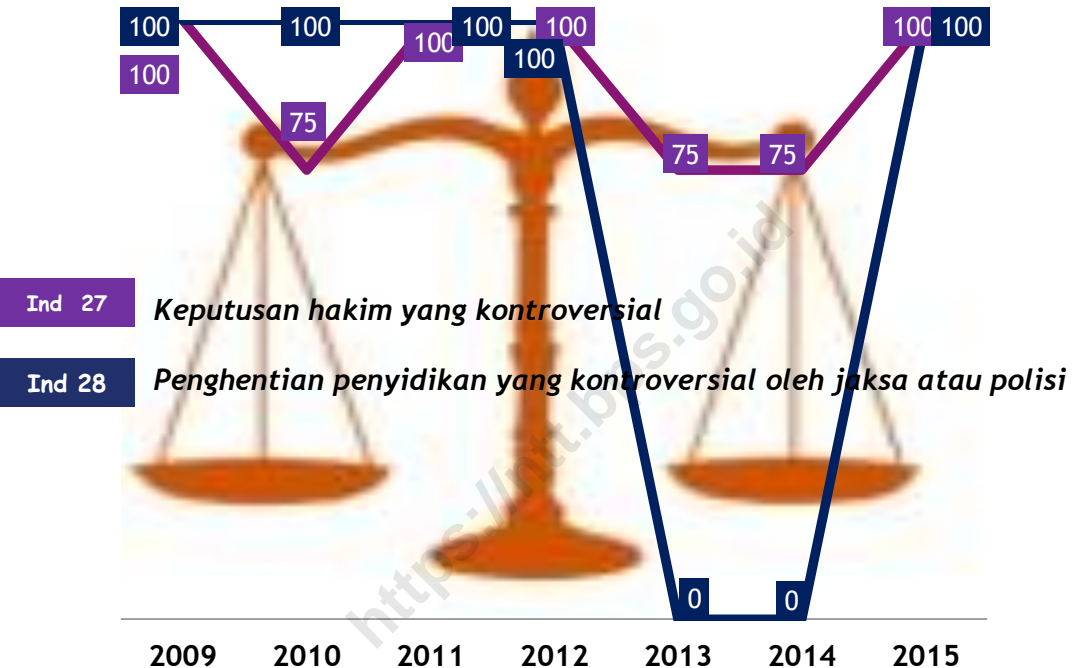 100 100 100 100 100 100
100 100
100
75
75 75
Ind 27 Keputusan hakim yang kontroversial
Ind 28 Penghentian penyidikan yang kontroversial oleh jaksa atau polisi
https://ntt.bps.go.id
0 0
2009 2010 2011 2012 2013 2014 2015